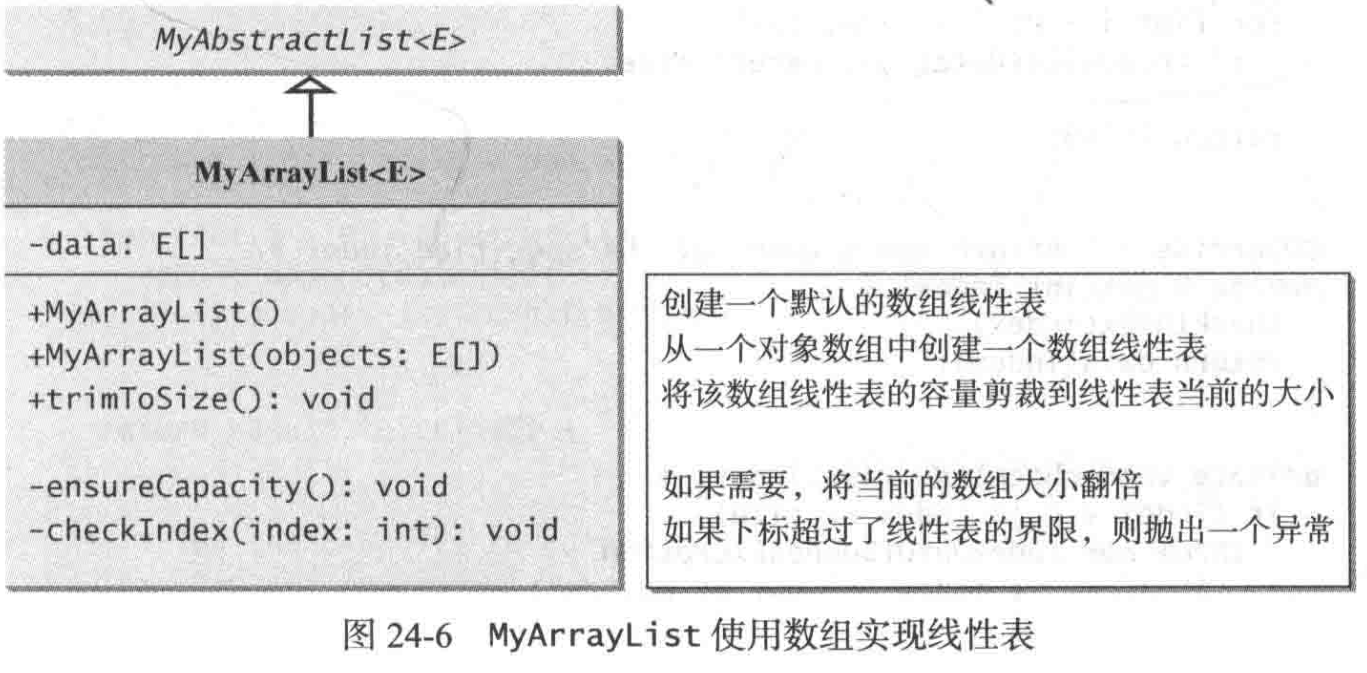 MyAbstractList<E>
MyArrayList<E>
-data: E[]
+MyArrayList()
创建一个默认的数组线性表
+MyArrayList(objects: E[])
从一个对象数组中创建一个数组线性表
+trimToSize(): void
将该数组线性表的容量剪裁到线性表当前的大小
-ensureCapacity(): void
如果需要，将当前的数组大小翻倍
-checkIndex(index: int): void
如果下标超过了线性表的界限，则抛出一个异常
图 24-6 MyArrayList 使用数组实现线性表